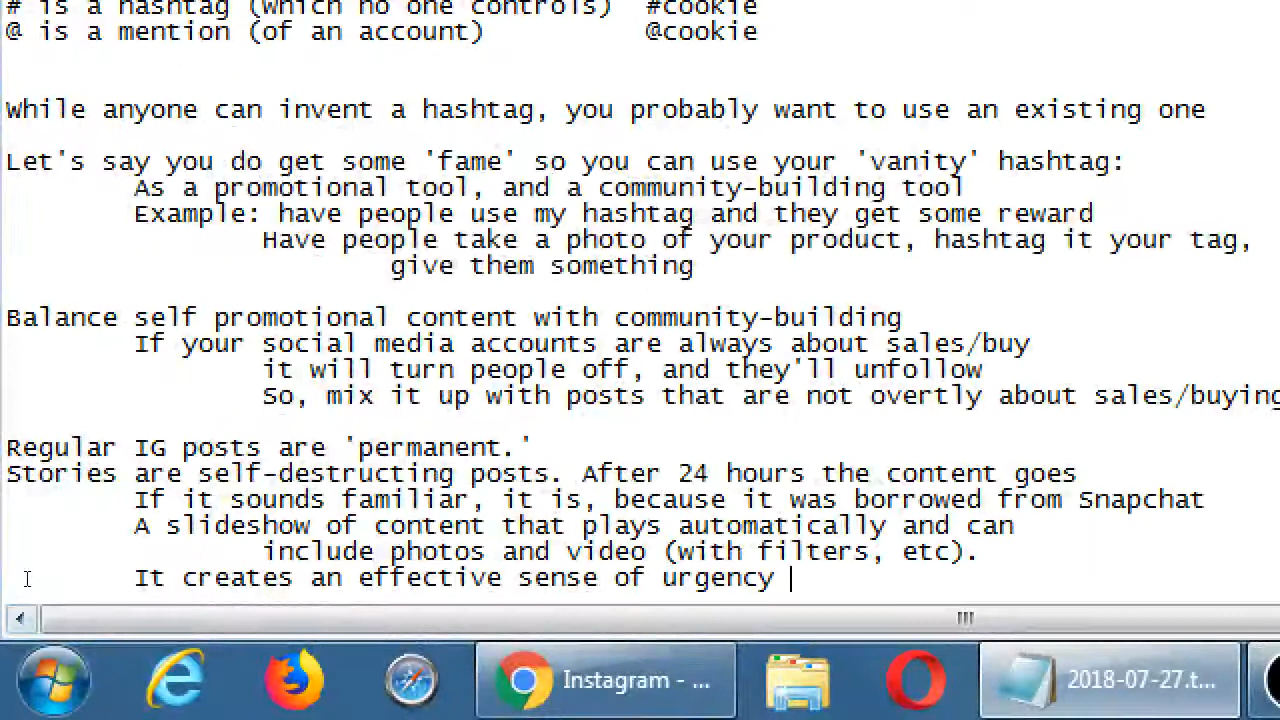 # is a hashtag (which no one controls) #cookie
@ is a mention (of an account) @cookie
While anyone can invent a hashtag, you probably want to use an existing one
Let's say you do get some 'fame' so you can use your 'vanity' hashtag:
As a promotional tool, and a community-building tool
Example: have people use my hashtag and they get some reward
Have people take a photo of your product, hashtag it your tag,
give them something
Balance self promotional content with community-building
If your social media accounts are always about sales/buy
it will turn people off, and they'll unfollow
So, mix it up with posts that are not overtly about sales/buying
Regular IG posts are 'permanent.'
Stories are self-destructing posts. After 24 hours the content goes
If it sounds familiar, it is, because it was borrowed from Snapchat
A slideshow of content that plays automatically and can
include photos and video (with filters, etc).
It creates an effective sense of urgency
Instagram - ... 2018-07-27.t...